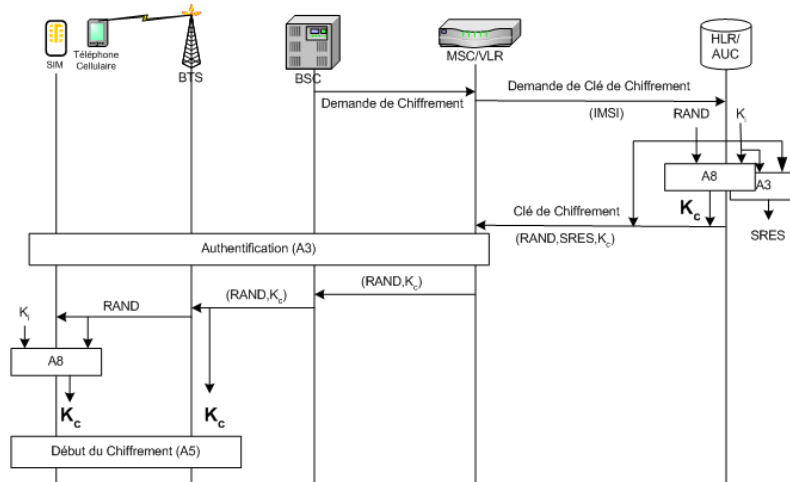 SIM
Téléphone
Cellulaire
BTS
BSC
MSC/VLR
HLR/
AUC
Demande de Chiffrement
Demande de Clé de Chiffrement
(IMSI)
RAND
Ki
A8
A3
Kc
SRES
Clé de Chiffrement
(RAND,SRES,Kc)
Authentification (A3)
(RAND,Kc)
(RAND,Kc)
RAND
Ki
A8
Kc
Kc
Début du Chiffrement (A5)